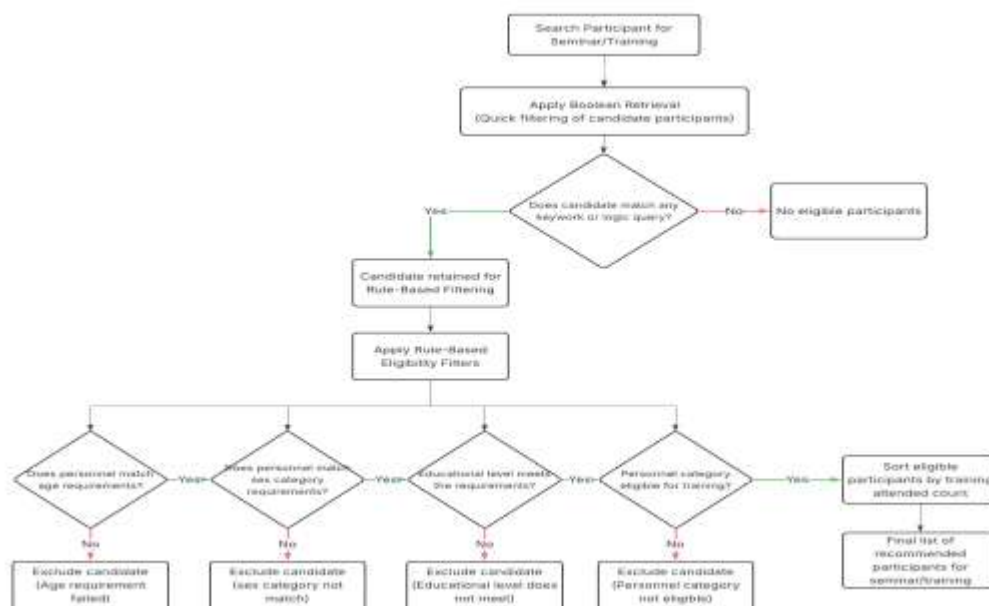 Search Participant for
Seminar/Training
Apply Boolean Retrieval
(Quick filtering of candidate participants)
Does candidate match any
keywork or logic query?
Yes
No
No eligible participants
Candidate retained for
Rule-Based Filtering
Apply Rule-Based
Eligibility Filters
Does personnel match
age requirements?
Yes
Does personnel match
sex category
requirements?
Yes
Educational level meets
the requirements?
Yes
Personnel category
eligible for training?
Yes
Sort eligible
participants by training
attended count
No
No
No
No
Exclude candidate
(Age requirement
failed)
Exclude candidate
(sex category not
match)
Exclude candidate
(Educational level does
not meet)
Exclude candidate
(Personnel category
not eligible)
Final list of
recommended
participants for
seminar/training